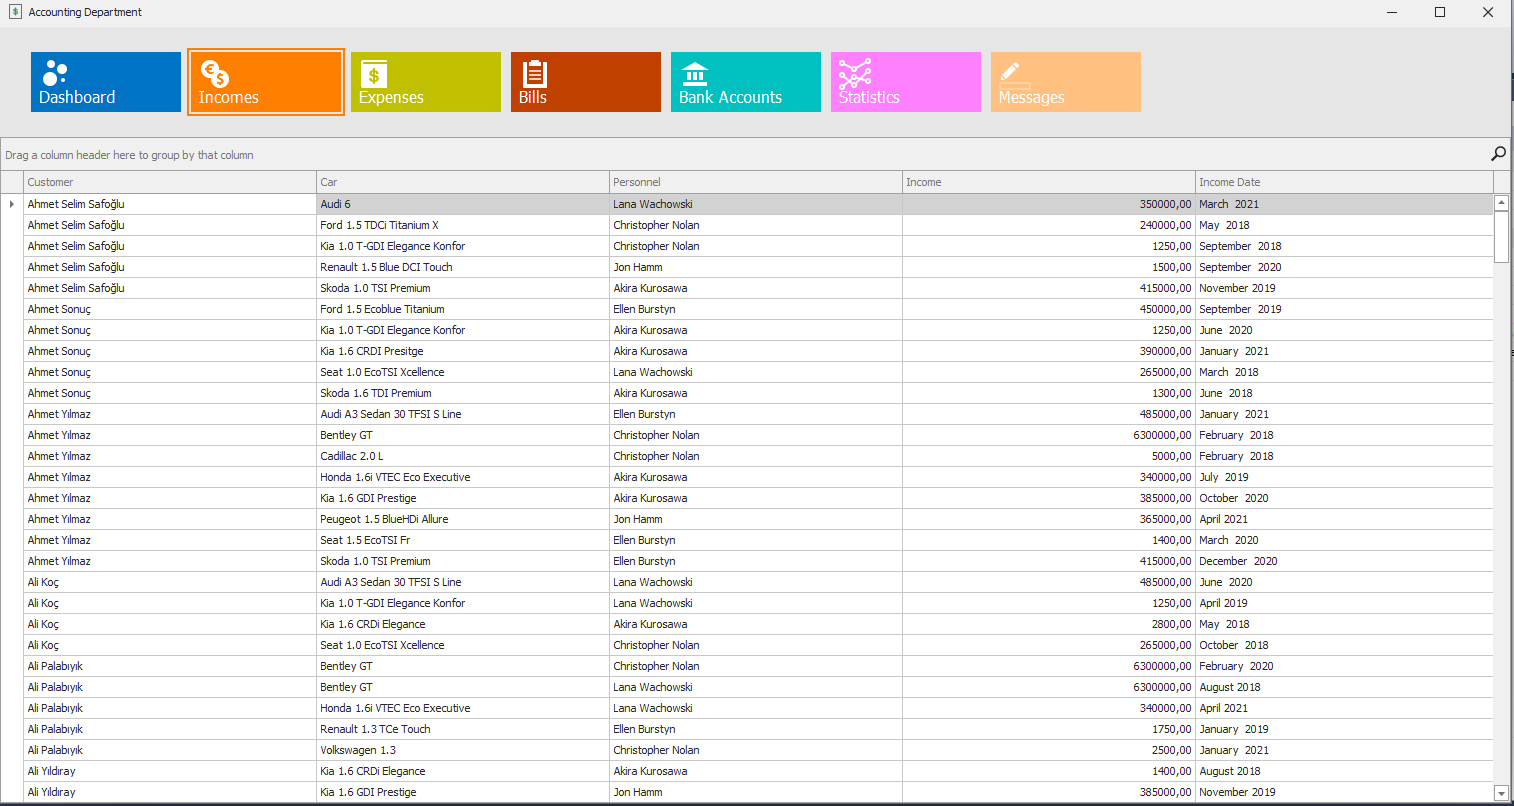 Accounting Department
Dashboard Incomes Expenses Bills Bank Accounts Statistics Messages
Drag a column header here to group by that column
Customer Car Personnel Income Income Date
Ahmet Selim Safoğlu Audi 6 Lana Wachowski 350000,00 March 2021
Ahmet Selim Safoğlu Ford 1.5 TDCi Titanium X Christopher Nolan 240000,00 May 2018
Ahmet Selim Safoğlu Kia 1.0 T-GDI Elegance Konfor Christopher Nolan 1250,00 September 2018
Ahmet Selim Safoğlu Renault 1.5 Blue DCI Touch Jon Hamm 1500,00 September 2020
Ahmet Selim Safoğlu Skoda 1.0 TSI Premium Akira Kurosawa 415000,00 November 2019
Ahmet Sonuç Ford 1.5 Ecoblue Titanium Ellen Burstyn 450000,00 September 2019
Ahmet Sonuç Kia 1.0 T-GDI Elegance Konfor Akira Kurosawa 1250,00 June 2020
Ahmet Sonuç Kia 1.6 CRDI Presitge Akira Kurosawa 390000,00 January 2021
Ahmet Sonuç Seat 1.0 EcoTSI Xcellence Lana Wachowski 265000,00 March 2018
Ahmet Sonuç Skoda 1.6 TDI Premium Akira Kurosawa 1300,00 June 2018
Ahmet Yılmaz Audi A3 Sedan 30 TFSI S Line Ellen Burstyn 485000,00 January 2021
Ahmet Yılmaz Bentley GT Christopher Nolan 6300000,00 February 2018
Ahmet Yılmaz Cadillac 2.0 L Christopher Nolan 5000,00 February 2018
Ahmet Yılmaz Honda 1.6i VTEC Eco Executive Akira Kurosawa 340000,00 July 2019
Ahmet Yılmaz Kia 1.6 GDI Prestige Akira Kurosawa 385000,00 October 2020
Ahmet Yılmaz Peugeot 1.5 BlueHDi Allure Jon Hamm 365000,00 April 2021
Ahmet Yılmaz Seat 1.5 EcoTSI Fr Ellen Burstyn 1400,00 March 2020
Ahmet Yılmaz Skoda 1.0 TSI Premium Ellen Burstyn 415000,00 December 2020
Ali Koç Audi A3 Sedan 30 TFSI S Line Lana Wachowski 485000,00 June 2020
Ali Koç Kia 1.0 T-GDI Elegance Konfor Lana Wachowski 1250,00 April 2019
Ali Koç Kia 1.6 CRDi Elegance Akira Kurosawa 2800,00 May 2018
Ali Koç Seat 1.0 EcoTSI Xcellence Christopher Nolan 265000,00 October 2018
Ali Palabıyık Bentley GT Christopher Nolan 6300000,00 February 2020
Ali Palabıyık Bentley GT Lana Wachowski 6300000,00 August 2018
Ali Palabıyık Honda 1.6i VTEC Eco Executive Lana Wachowski 340000,00 April 2021
Ali Palabıyık Renault 1.3 TCe Touch Ellen Burstyn 1750,00 January 2019
Ali Palabıyık Volkswagen 1.3 Christopher Nolan 2500,00 January 2021
Ali Yıldıray Kia 1.6 CRDi Elegance Akira Kurosawa 1400,00 August 2018
Ali Yıldıray Kia 1.6 GDI Prestige Jon Hamm 385000,00 November 2019